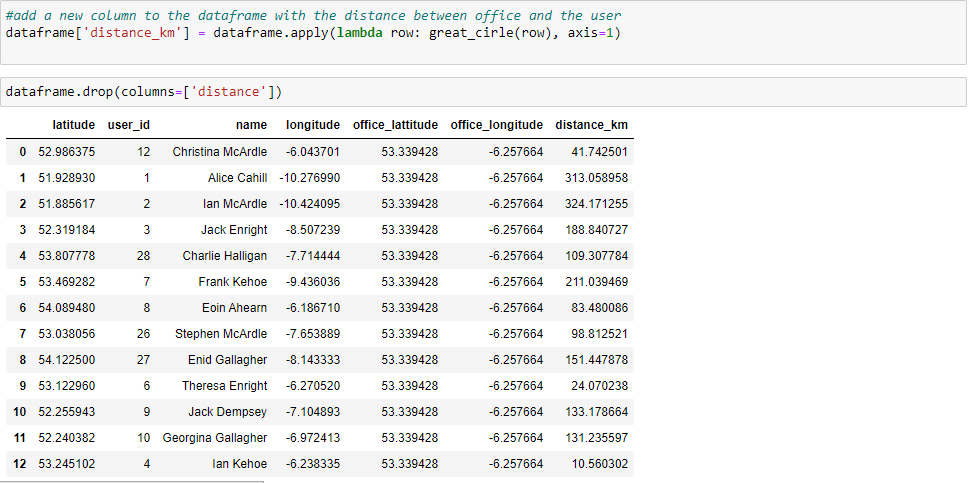 #add a new column to the dataframe with the distance between office and the user
dataframe['distance_km'] = dataframe.apply(lambda row: great_cirle(row), axis=1)
dataframe.drop(columns=['distance'])
latitude user_id name longitude office_lattitude office_longitude distance_km
0 52.986375 12 Christina McArdle -6.043701 53.339428 -6.257664 41.742501
1 51.928930 1 Alice Cahill -10.276990 53.339428 -6.257664 313.058958
2 51.885617 2 Ian McArdle -10.424095 53.339428 -6.257664 324.171255
3 52.319184 3 Jack Enright -8.507239 53.339428 -6.257664 188.840727
4 53.807778 28 Charlie Halligan -7.714444 53.339428 -6.257664 109.307784
5 53.469282 7 Frank Kehoe -9.436036 53.339428 -6.257664 211.039469
6 54.089480 8 Eoin Ahearn -6.186710 53.339428 -6.257664 83.480086
7 53.038056 26 Stephen McArdle -7.653889 53.339428 -6.257664 98.812521
8 54.122500 27 Enid Gallagher -8.143333 53.339428 -6.257664 151.447878
9 53.122960 6 Theresa Enright -6.270520 53.339428 -6.257664 24.070238
10 52.255943 9 Jack Dempsey -7.104893 53.339428 -6.257664 133.178664
11 52.240382 10 Georgina Gallagher -6.972413 53.339428 -6.257664 131.235597
12 53.245102 4 Ian Kehoe -6.238335 53.339428 -6.257664 10.560302